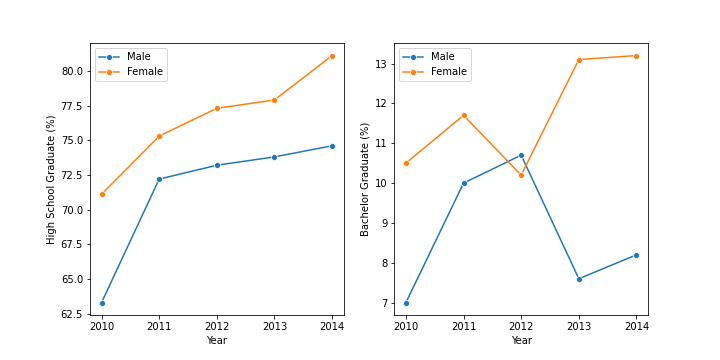 Male
Female
80.0
77.5
75.0
72.5
70.0
67.5
65.0
62.5
High School Graduate (%)
2010 2011 2012 2013 2014
Year
Male
Female
13
12
11
10
9
8
7
Bachelor Graduate (%)
2010 2011 2012 2013 2014
Year